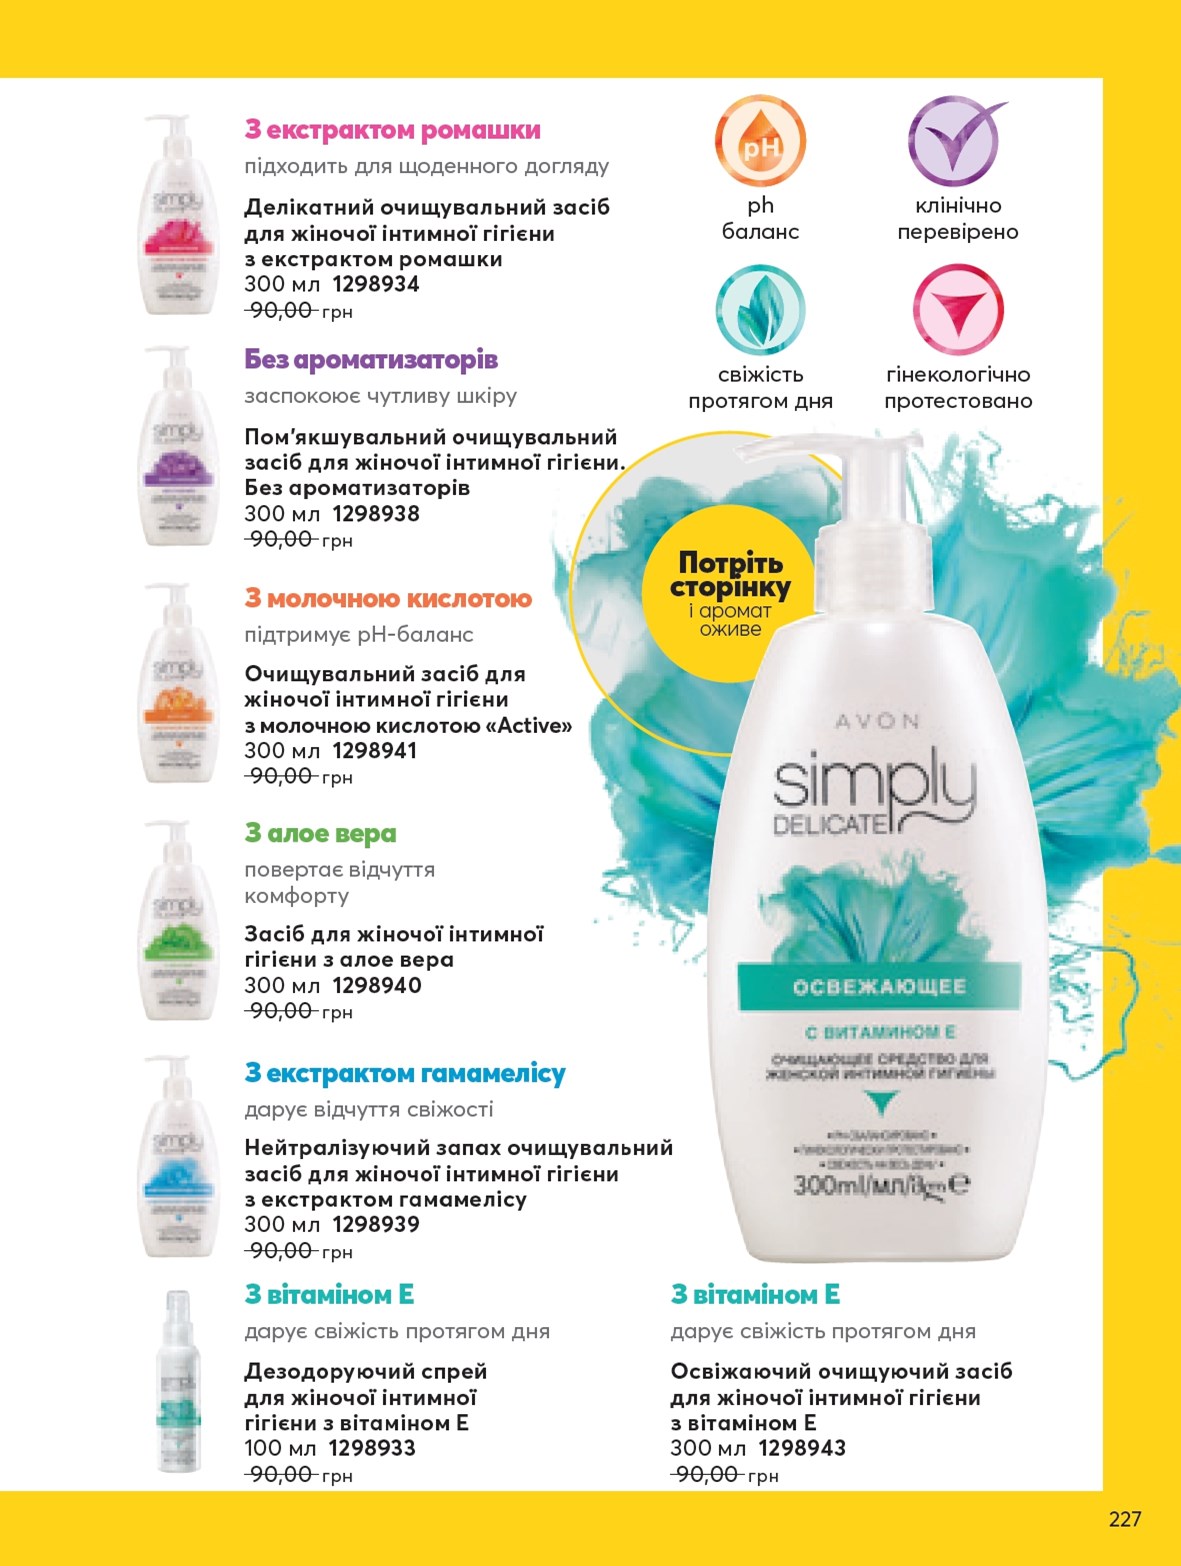 З екстрактом ромашки
підходить для щоденного догляду
Делікатний очищувальний засіб
для жіночої інтимної гігієни
з екстрактом ромашки
300 мл 1298934
90,00 грн
Без ароматизаторів
заспокоює чутливу шкіру
Пом'якшувальний очищувальний
засіб для жіночої інтимної гігієни.
Без ароматизаторів
300 мл 1298938
90,00 грн
З молочною кислотою
підтримує pH-баланс
Очищувальний засіб для
жіночої інтимної гігієни
з молочною кислотою «Active»
300 мл 1298941
90,00 грн
З алое вера
повертає відчуття
комфорту
Засіб для жіночої інтимної
гігієни з алое вера
300 мл 1298940
90,00 грн
З екстрактом гамамелісу
дарує відчуття свіжості
Нейтралізуючий запах очищувальний
засіб для жіночої інтимної гігієни
з екстрактом гамамелісу
300 мл 1298939
90,00 грн
З вітаміном Е
дарує свіжість протягом дня
Дезодоруючий спрей
для жіночої інтимної
гігієни з вітаміном Е
100 мл 1298933
90,00 грн
pH
ph
баланс
клінічно
перевірено
свіжість
протягом дня
гінекологічно
протестовано
Потріть
сторінку
і аромат
оживе
AVON
simply
DELICATE
ОСВЕЖАЮЩЕЕ
С ВИТАМИНОМ Е
ОЧИЩАЮЩЕЕ СРЕДСТВО ДЛЯ
ЖЕНСКОЙ ИНТИМНОЙ ГИГИЕНЫ
• PH СБАЛАНСИРОВАНО •
• ГИНЕКОЛОГИЧЕСКИ ПРОТЕСТИРОВАНО •
• СВЕЖЕСТЬ НА ВЕСЬ ДЕНЬ •
300ml/мл/
З вітаміном Е
дарує свіжість протягом дня
Освіжаючий очищуючий засіб
для жіночої інтимної гігієни
з вітаміном Е
300 мл 1298943
90,00 грн
227